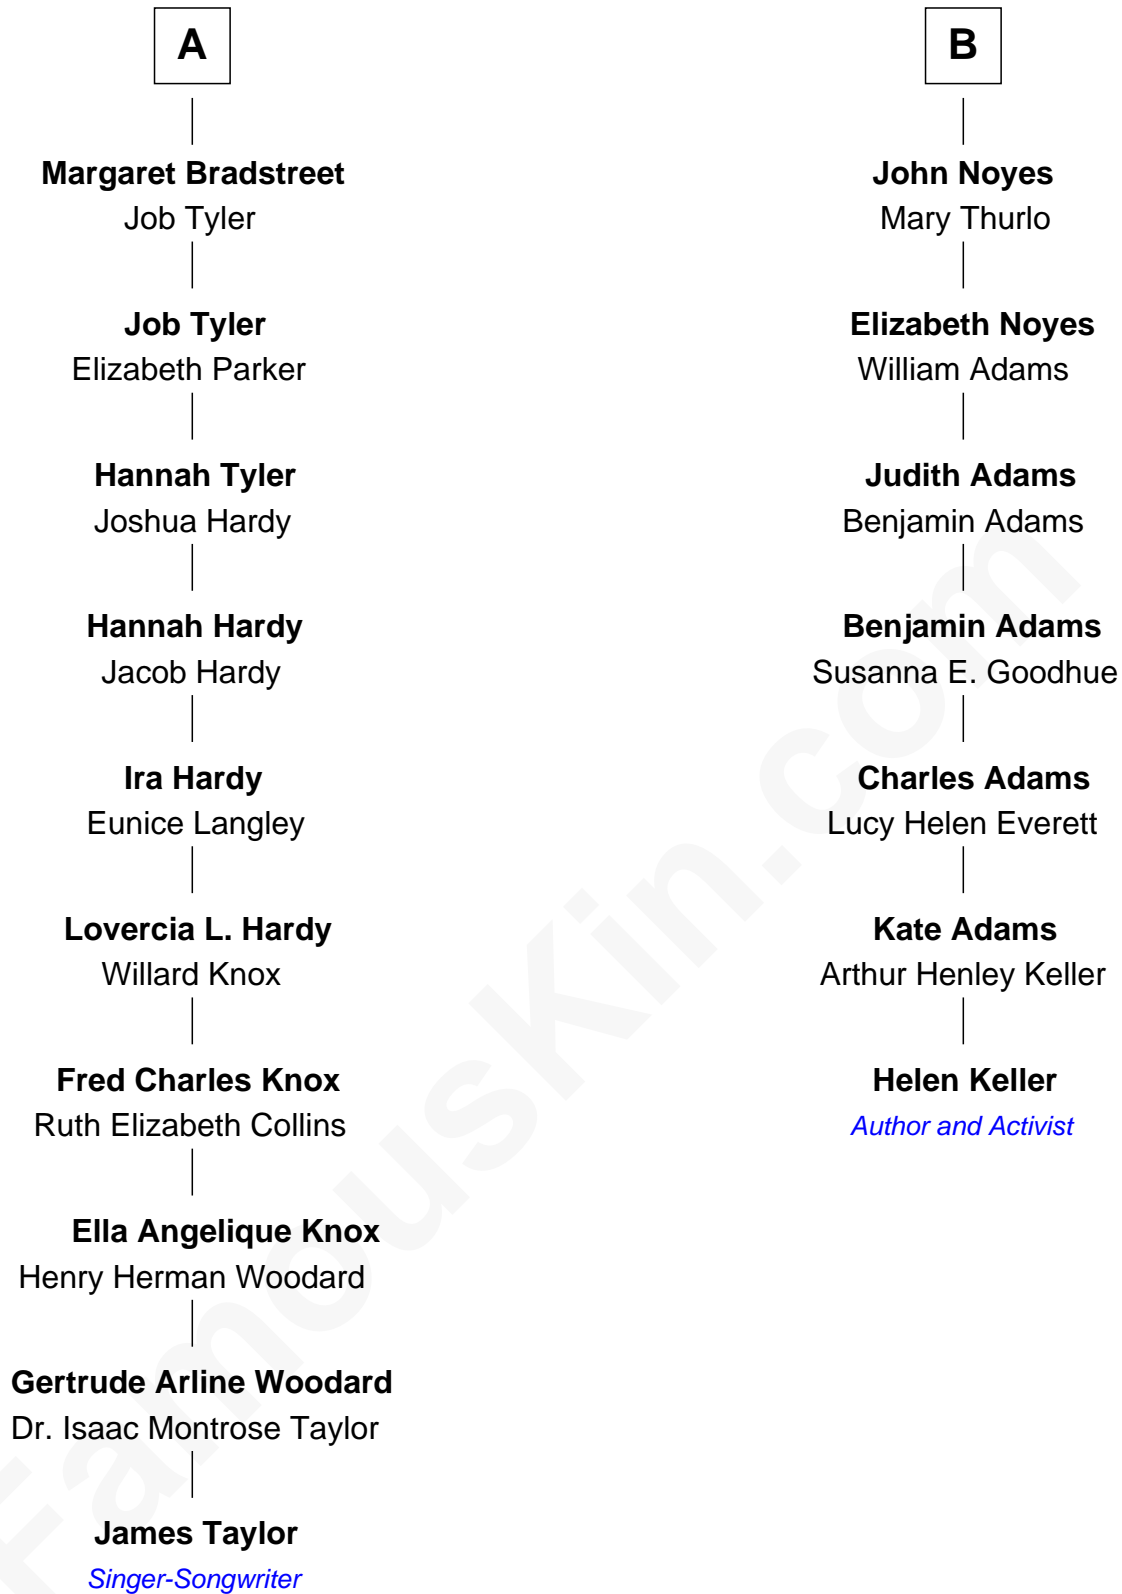 A
Margaret Bradstreet
Job Tyler
Job Tyler
Elizabeth Parker
Hannah Tyler
Joshua Hardy
Hannah Hardy
Jacob Hardy
Ira Hardy
Eunice Langley
Lovercia L. Hardy
Willard Knox
Fred Charles Knox
Ruth Elizabeth Collins
Ella Angelique Knox
Henry Herman Woodard
Gertrude Arline Woodard
Dr. Isaac Montrose Taylor
James Taylor
Singer-Songwriter
B
John Noyes
Mary Thurlo
Elizabeth Noyes
William Adams
Judith Adams
Benjamin Adams
Benjamin Adams
Susanna E. Goodhue
Charles Adams
Lucy Helen Everett
Kate Adams
Arthur Henley Keller
Helen Keller
Author and Activist
FamousKin.com